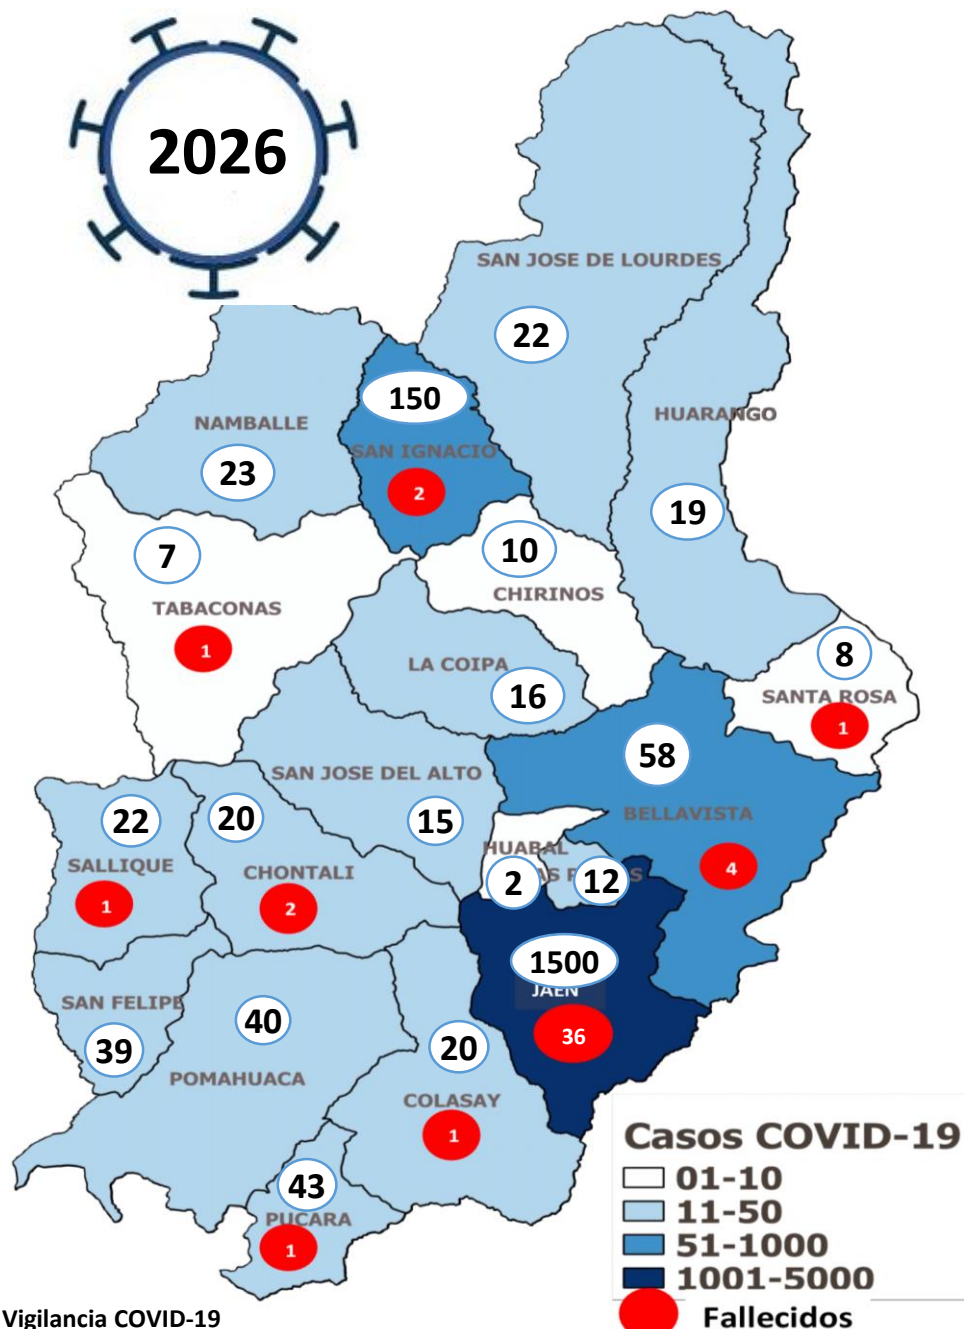 2026
SAN JOSE DE LOURDES
22
150
SAN IGNACIO
2
NAMBALLE
23
HUARANGO
19
7
TABACONAS
1
10
CHIRINOS
LA COIPA
16
8
SANTA ROSA
1
58
BELLAVISTA
4
SAN JOSE DEL ALTO
15
22
SALLIQUE
1
20
CHONTALI
2
HUABAL
2
12
1500
JAEN
36
SAN FELIPE
39
40
POMAHUACA
20
COLASAY
1
43
PUCARA
1
Casos COVID-19
01-10
11-50
51-1000
1001-5000
Fallecidos
Vigilancia COVID-19